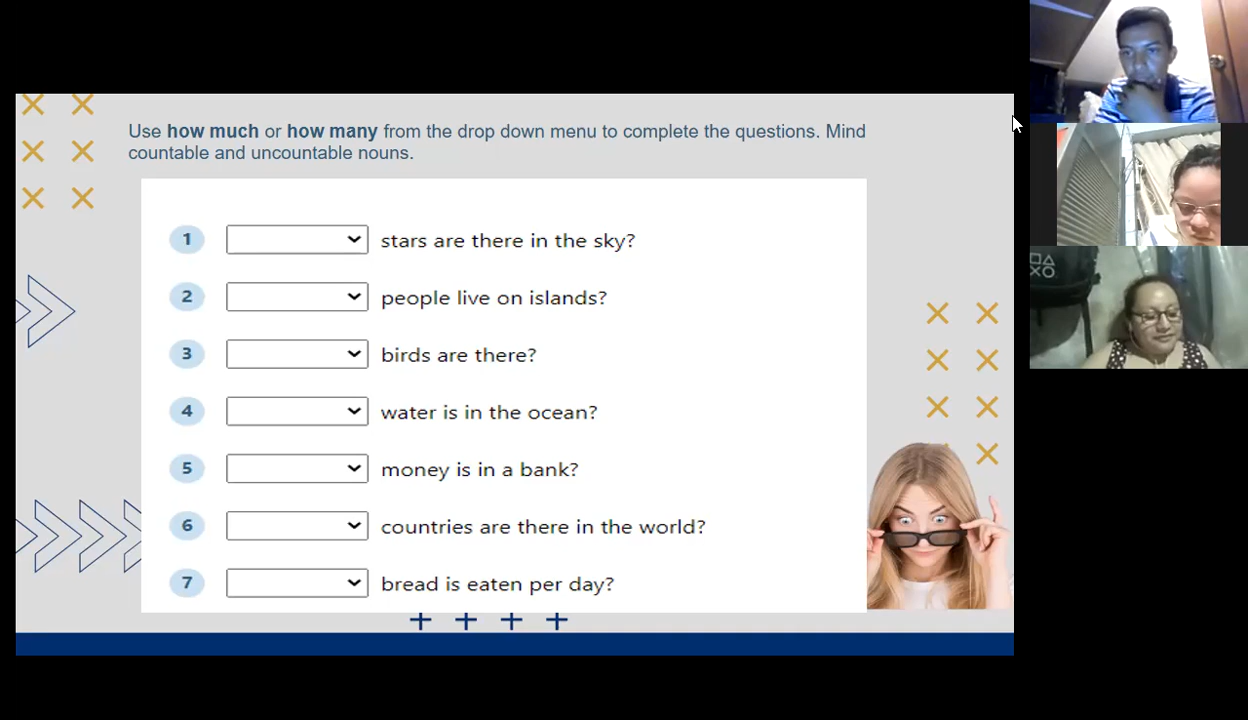 Use how much or how many from the drop down menu to complete the questions. Mind
countable and uncountable nouns.
1 stars are there in the sky?
2 people live on islands?
3 birds are there?
4 water is in the ocean?
5 money is in a bank?
6 countries are there in the world?
7 bread is eaten per day?